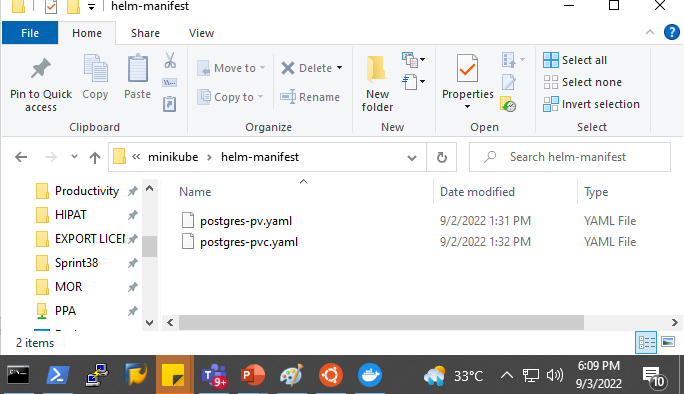 helm-manifest
File Home Share View
Pin to Quick access
Copy
Paste
Clipboard
Move to
Copy to
Delete
Rename
Organize
New folder
New
Properties
Open
Select all
Select none
Invert selection
Select
minikube helm-manifest
Search helm-manifest
Productivity
HIPAT
EXPORT LICEN
Sprint38
MOR
PPA
Name Date modified Type
postgres-pv.yaml 9/2/2022 1:31 PM YAML File
postgres-pvc.yaml 9/2/2022 1:32 PM YAML File
2 items
9+
33°C
6:09 PM
9/3/2022
10